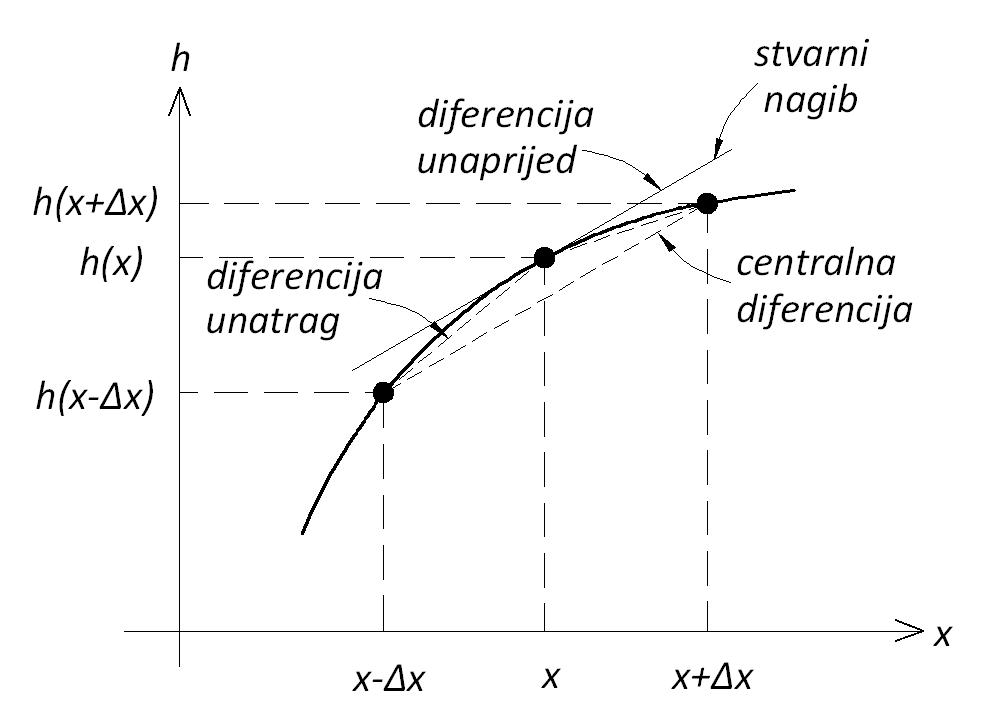 h
stvarni
nagib
diferencija
unaprijed
h(x+Δx)
h(x)
diferencija
unatrag
centralna
diferencija
h(x-Δx)
x
x-Δx
x
x+Δx